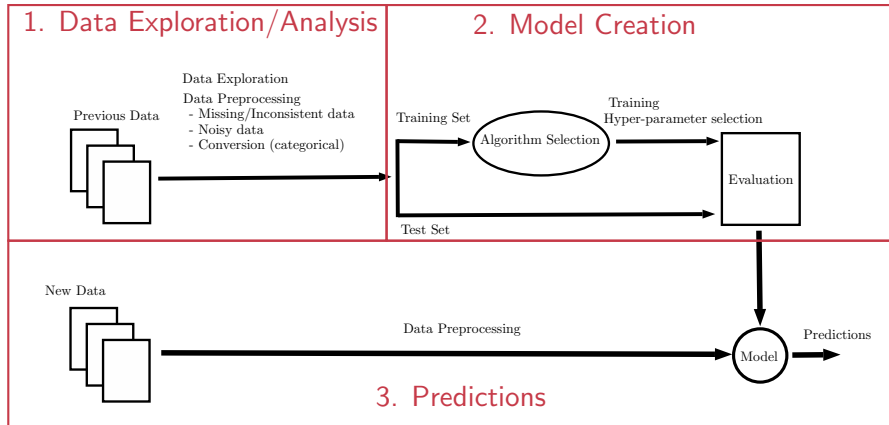 1. Data Exploration/Analysis
2. Model Creation
Data Exploration
Data Preprocessing
- Missing/Inconsistent data
- Noisy data
- Conversion (categorical)
Previous Data
Training Set
Algorithm Selection
Training
Hyper-parameter selection
Evaluation
Test Set
New Data
Data Preprocessing
Model
Predictions
3. Predictions